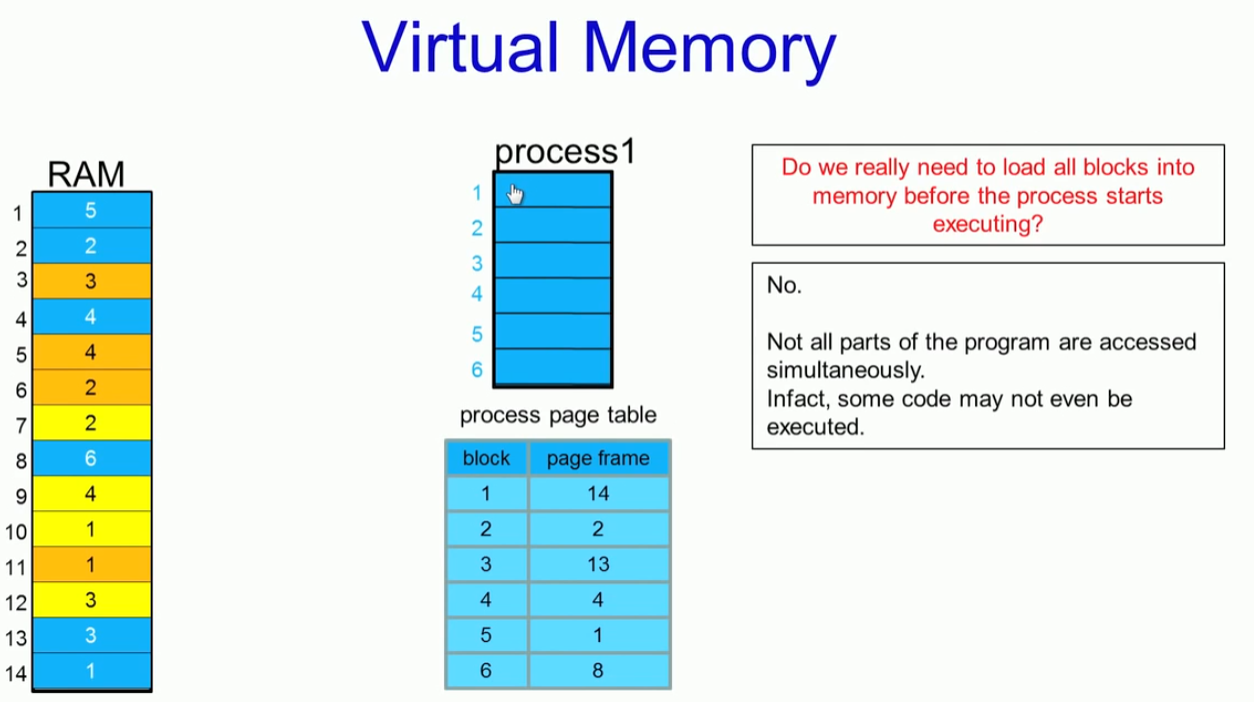 Virtual Memory
RAM
1 5
2 2
3 3
4 4
5 4
6 2
7 2
8 6
9 4
10 1
11 1
12 3
13 3
14 1
process1
1
2
3
4
5
6
process page table
block page frame
1 14
2 2
3 13
4 4
5 1
6 8
Do we really need to load all blocks into
memory before the process starts
executing?
No.
Not all parts of the program are accessed
simultaneously.
Infact, some code may not even be
executed.